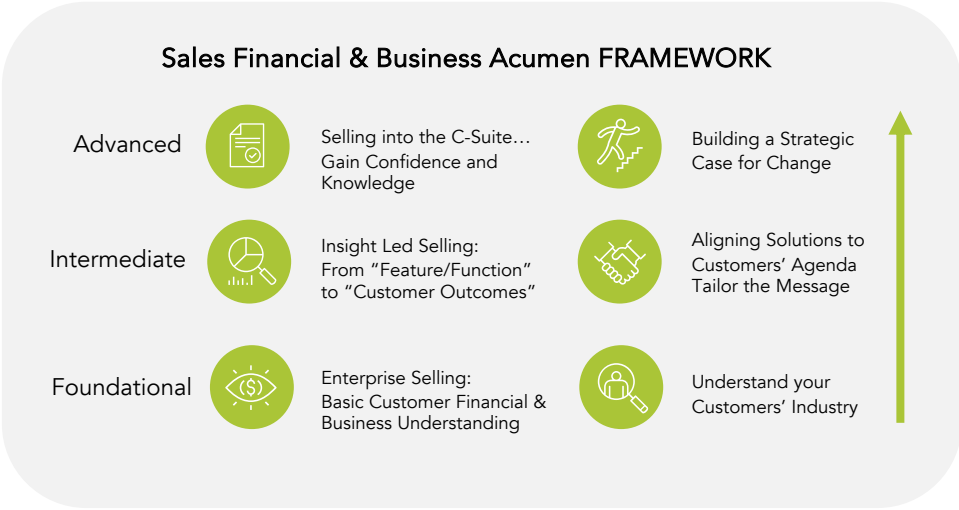 Sales Financial & Business Acumen FRAMEWORK
Advanced
Selling into the C-Suite…
Gain Confidence and
Knowledge
Building a Strategic
Case for Change
Intermediate
Insight Led Selling:
From “Feature/Function”
to “Customer Outcomes”
Aligning Solutions to
Customers’ Agenda
Tailor the Message
Foundational
($)
Enterprise Selling:
Basic Customer Financial &
Business Understanding
Understand your
Customers’ Industry